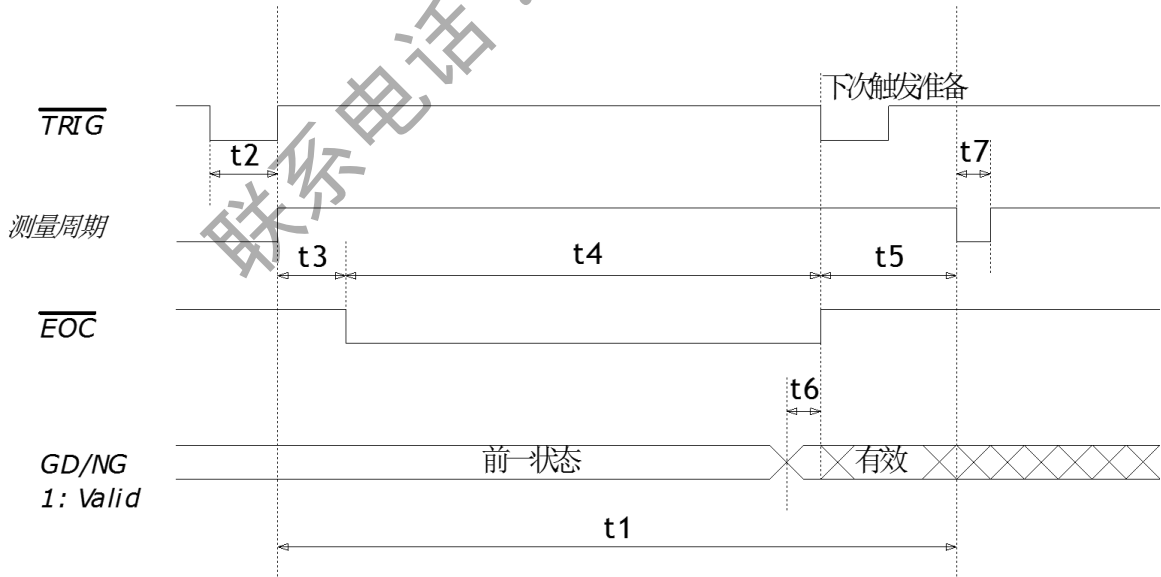 联系电话：
下次触发准备
TRIG
t2
t7
测量周期
t3
t4
t5
EOC
t6
GD/NG
前一状态
有效
1: Valid
t1